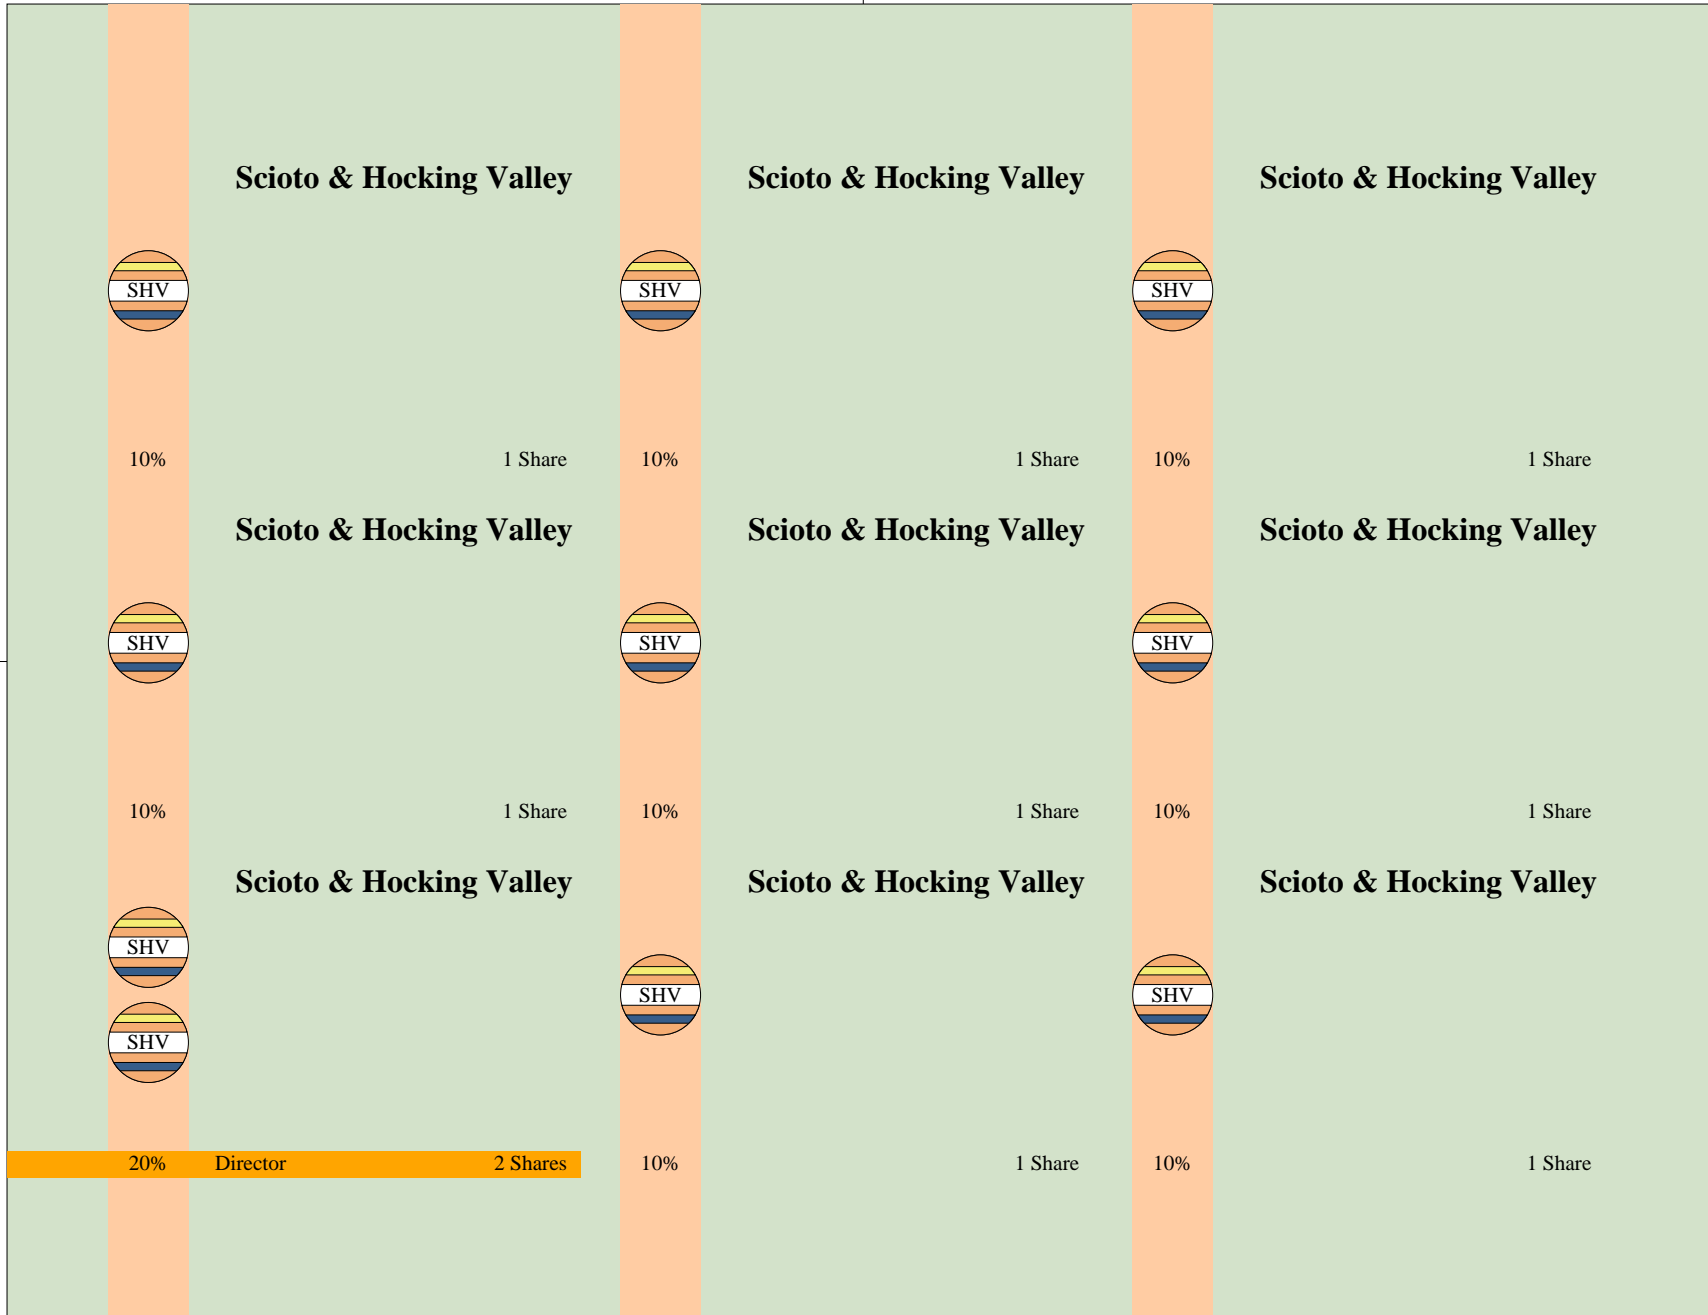 Scioto & Hocking Valley Scioto & Hocking Valley Scioto & Hocking Valley
SHV SHV SHV
10% 1 Share 10% 1 Share 10% 1 Share
Scioto & Hocking Valley Scioto & Hocking Valley Scioto & Hocking Valley
SHV SHV SHV
10% 1 Share 10% 1 Share 10% 1 Share
Scioto & Hocking Valley Scioto & Hocking Valley Scioto & Hocking Valley
SHV
SHV SHV
SHV
20% Director 2 Shares 10% 1 Share 10% 1 Share